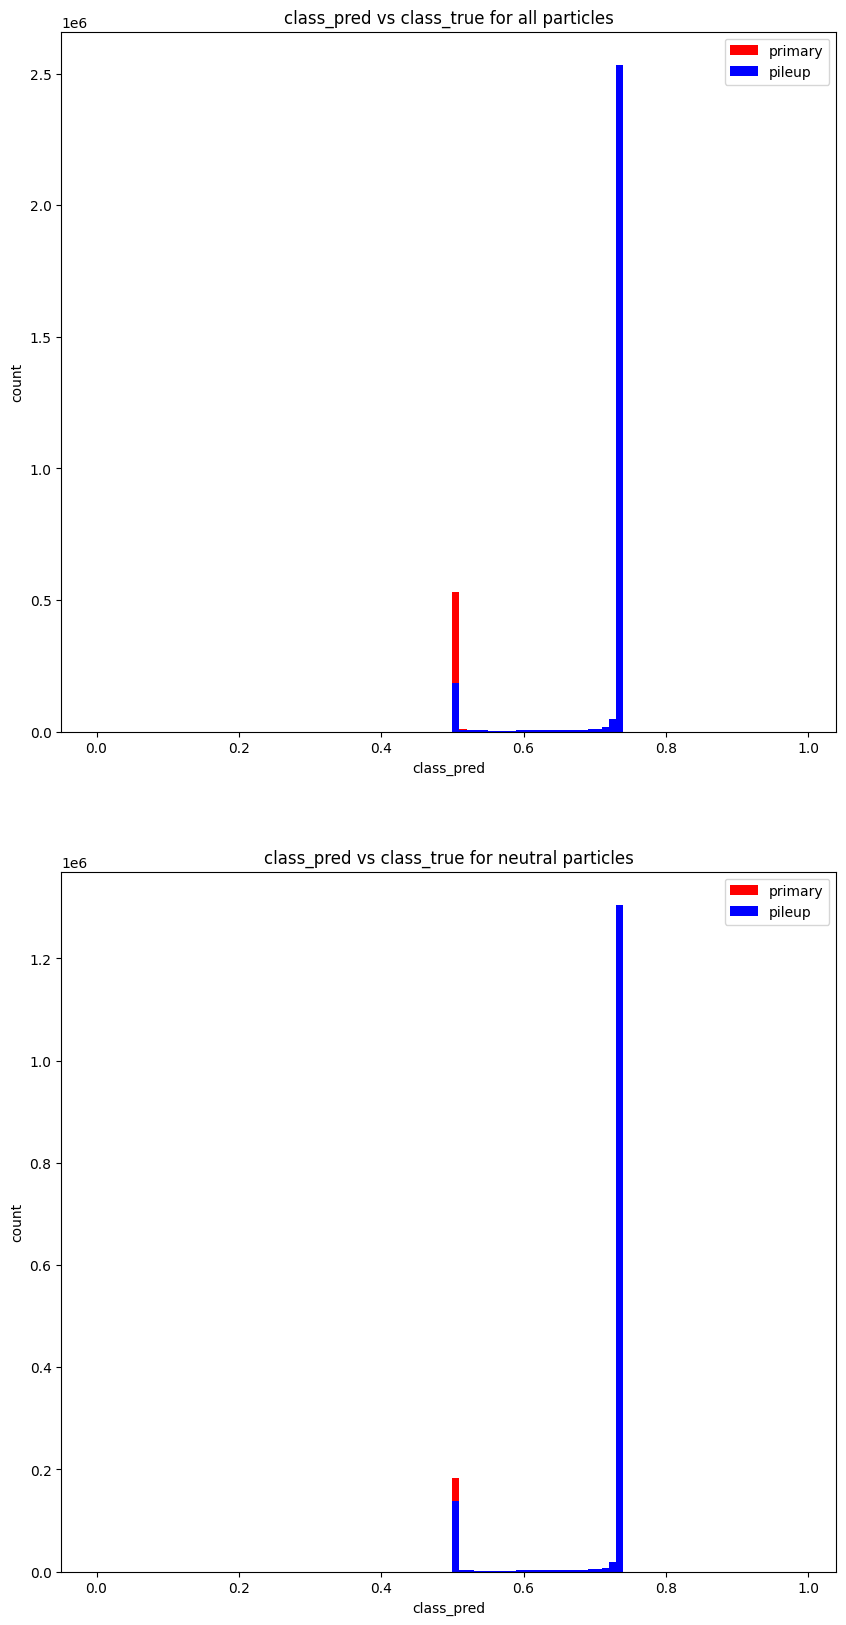 class_pred vs class_true for all particles
1e6
primary
pileup
2.5
2.0
1.5
count
1.0
0.5
0.0
0.0 0.2 0.4 0.6 0.8 1.0
class_pred
class_pred vs class_true for neutral particles
1e6
primary
pileup
1.2
1.0
0.8
count
0.6
0.4
0.2
0.0
0.0 0.2 0.4 0.6 0.8 1.0
class_pred